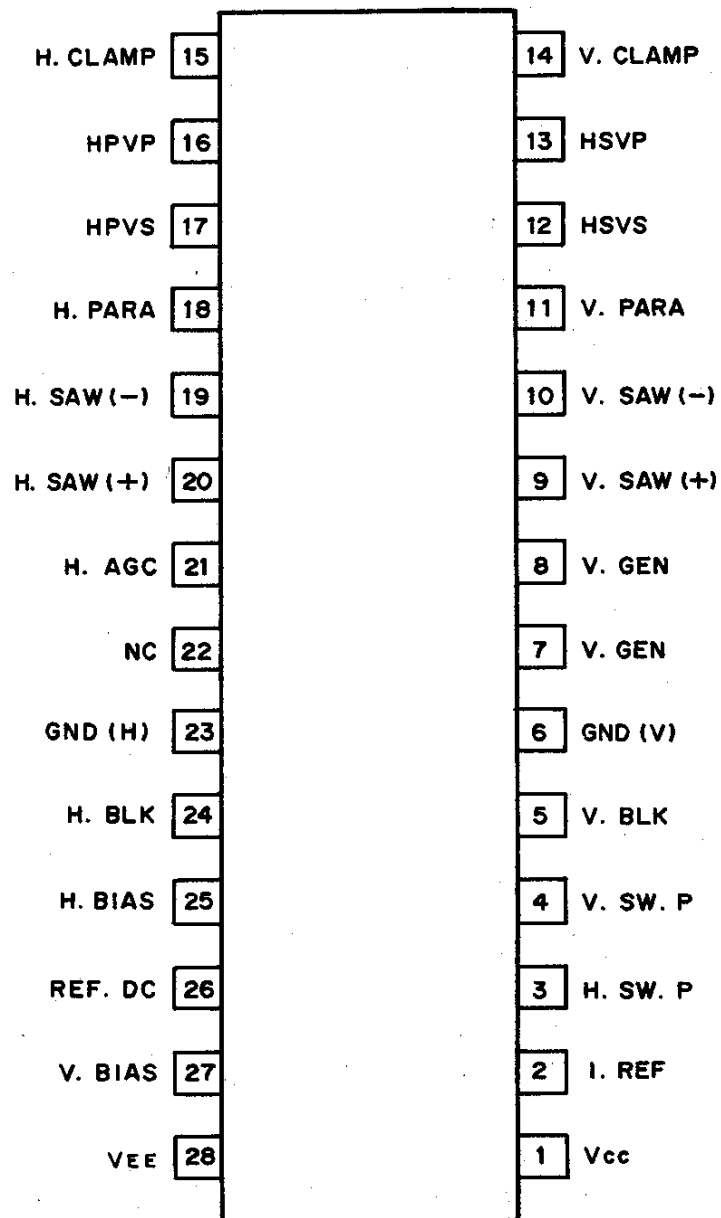 H. CLAMP 15 14 V. CLAMP
HPVP 16 13 HSVP
HPVS 17 12 HSVS
H. PARA 18 11 V. PARA
H. SAW (−) 19 10 V. SAW (−)
H. SAW (+) 20 9 V. SAW (+)
H. AGC 21 8 V. GEN
NC 22 7 V. GEN
GND (H) 23 6 GND (V)
H. BLK 24 5 V. BLK
H. BIAS 25 4 V. SW. P
REF. DC 26 3 H. SW. P
V. BIAS 27 2 I. REF
VEE 28 1 Vcc